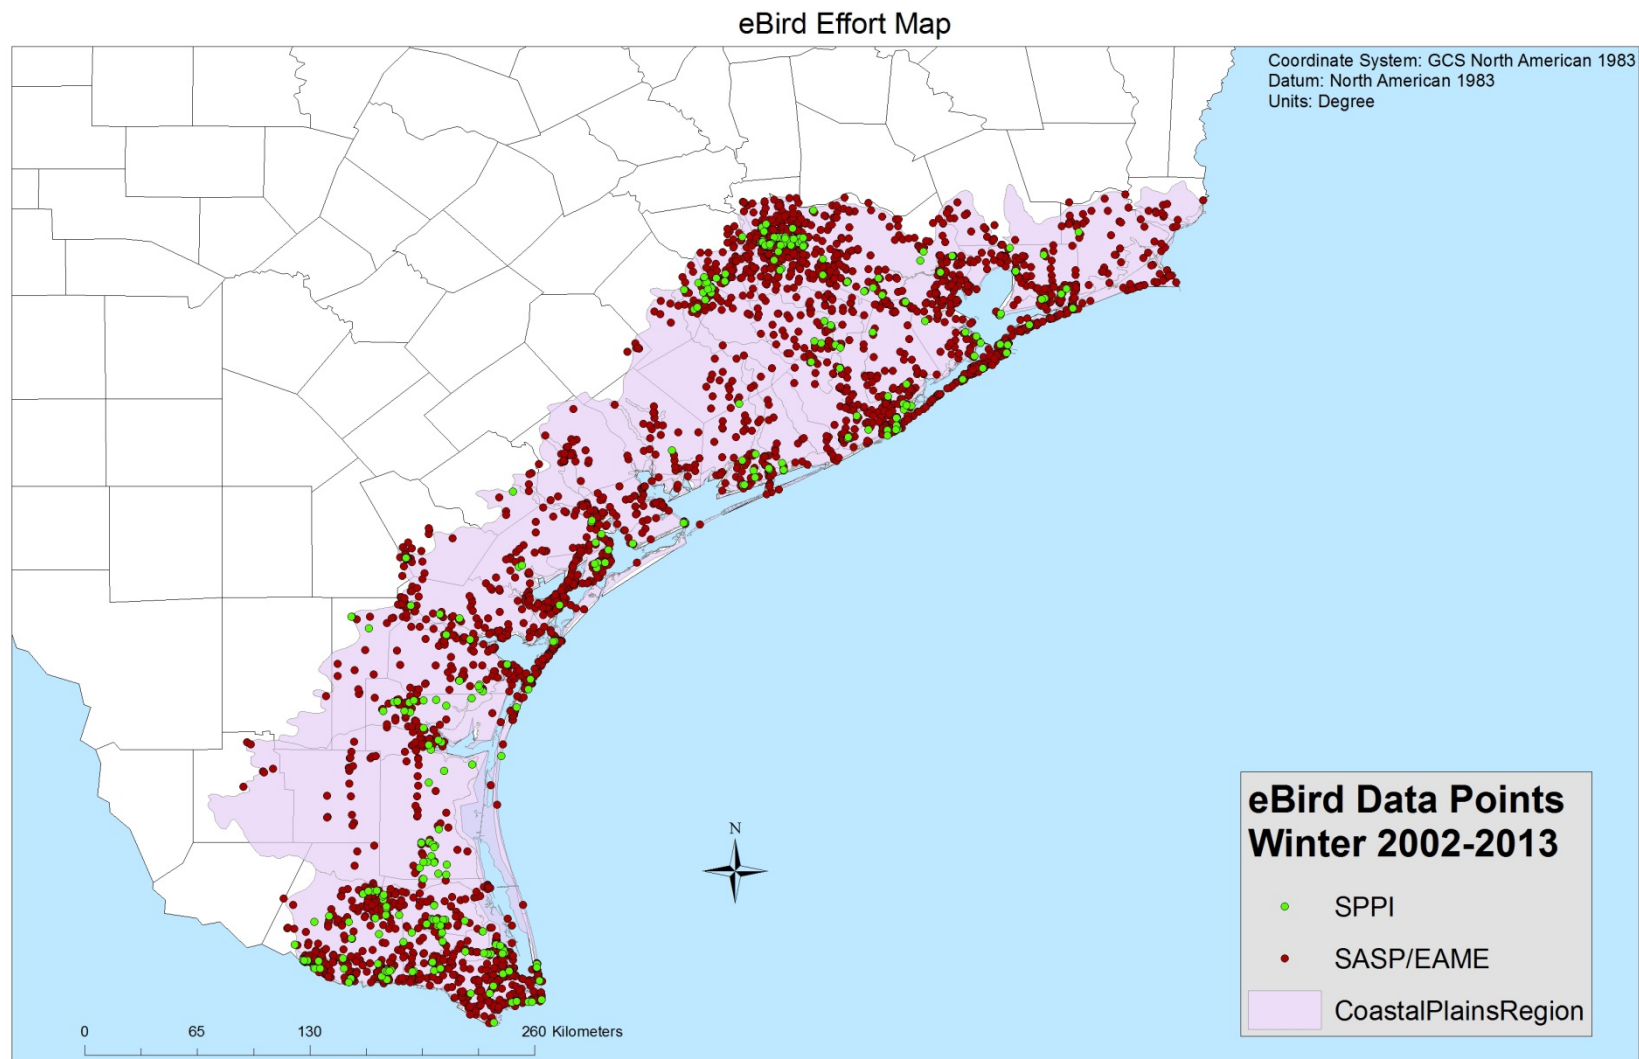 eBird Effort Map
Coordinate System: GCS North American 1983
Datum: North American 1983
Units: Degree
N
eBird Data Points
Winter 2002-2013
SPPI
SASP/EAME
CoastalPlainsRegion
0 65 130 260 Kilometers